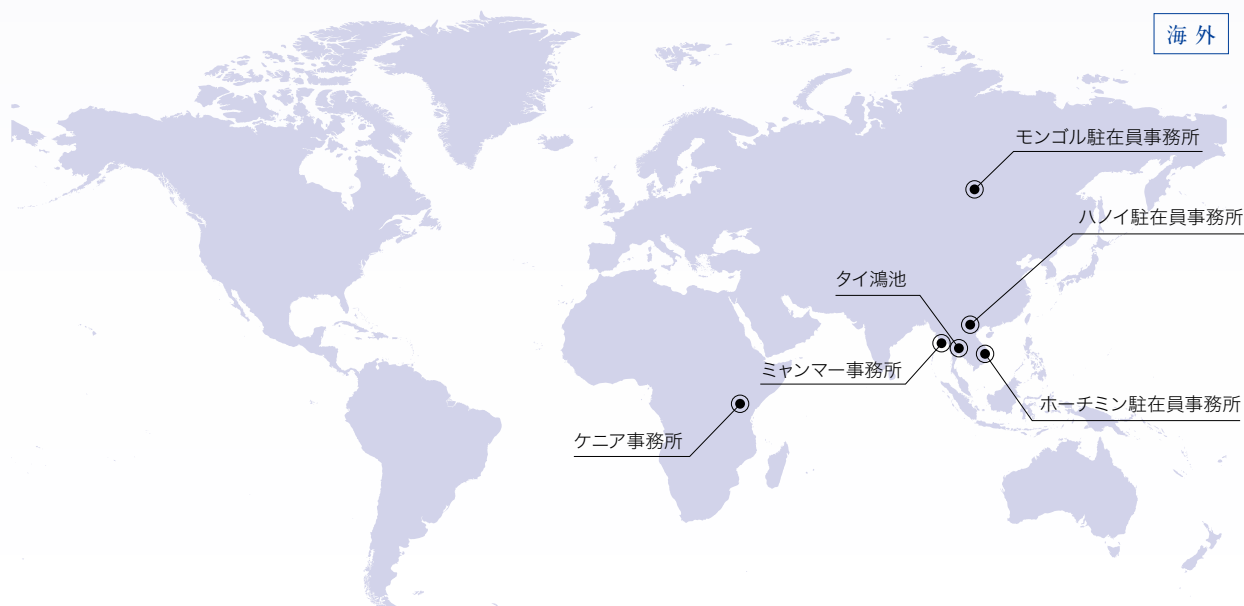 海外
モンゴル駐在員事務所
ハノイ駐在員事務所
タイ鴻池
ミャンマー事務所
ホーチミン駐在員事務所
ケニア事務所